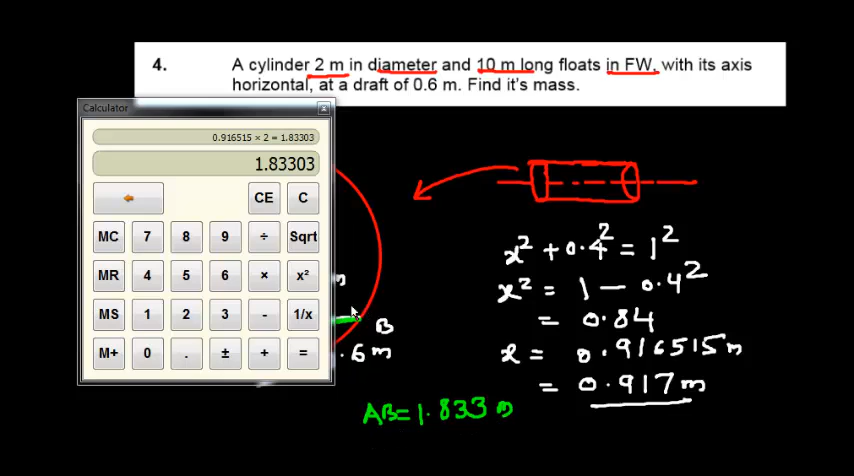 4. A cylinder 2 m in diameter and 10 m long floats in FW, with its axis
horizontal, at a draft of 0.6 m. Find it's mass.
Calculator
0.916515 × 2 = 1.83303
1.83303
CE C
MC 7 8 9 ÷ Sqrt
MR 4 5 6 × x²
MS 1 2 3 - 1/x
M+ 0 . ± + =
m
B
.6 m
AB = 1.833 m
x² + 0.4² = 1²
x² = 1 - 0.4²
= 0.84
x = 0.916515 m
= 0.917 m